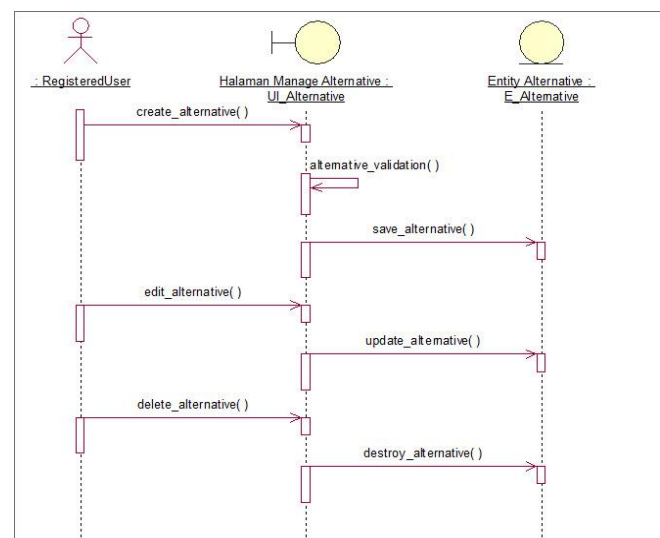 : RegisteredUser
Halaman Manage Alternative :
UI_Alternative
Entity Alternative :
E_Alternative
create_alternative( )
alternative_validation( )
save_alternative( )
edit_alternative( )
update_alternative( )
delete_alternative( )
destroy_alternative( )